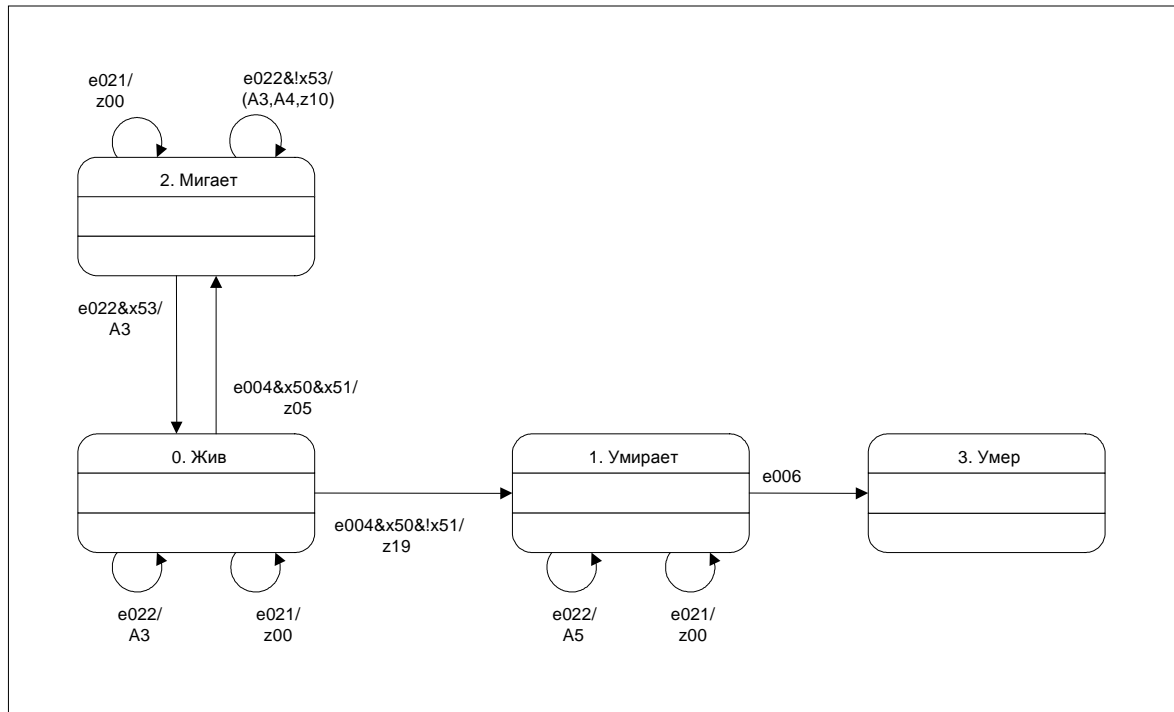 e021/
z00
e022&!x53/
(A3,A4,z10)
2. Мигает
e022&x53/
A3
e004&x50&x51/
z05
0. Жив
e004&x50&!x51/
z19
1. Умирает
e006
3. Умер
e022/
A3
e021/
z00
e022/
A5
e021/
z00